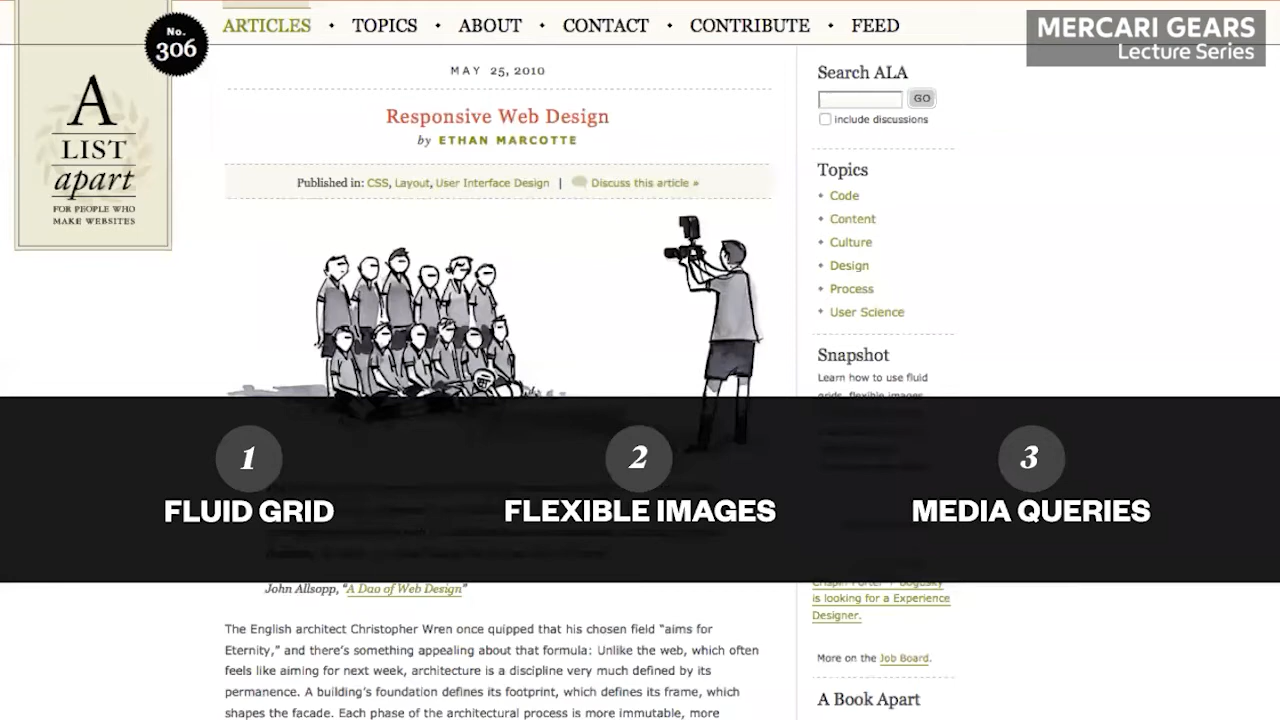 ARTICLES • TOPICS • ABOUT • CONTACT • CONTRIBUTE • FEED
MERCARI GEARS
Lecture Series
No.
306
A
LIST
apart
FOR PEOPLE WHO
MAKE WEBSITES
MAY 25, 2010
Responsive Web Design
by ETHAN MARCOTTE
Published in: CSS, Layout, User Interface Design | Discuss this article »
Search ALA
GO
include discussions
Topics
Code
Content
Culture
Design
Process
User Science
Snapshot
Learn how to use fluid
grids, flexible images
1
FLUID GRID
2
FLEXIBLE IMAGES
3
MEDIA QUERIES
John Allsopp, “A Dao of Web Design”
The English architect Christopher Wren once quipped that his chosen field “aims for
Eternity,” and there’s something appealing about that formula: Unlike the web, which often
feels like aiming for next week, architecture is a discipline very much defined by its
permanence. A building’s foundation defines its footprint, which defines its frame, which
shapes the facade. Each phase of the architectural process is more immutable, more
is looking for a Experience
Designer.
More on the Job Board.
A Book Apart